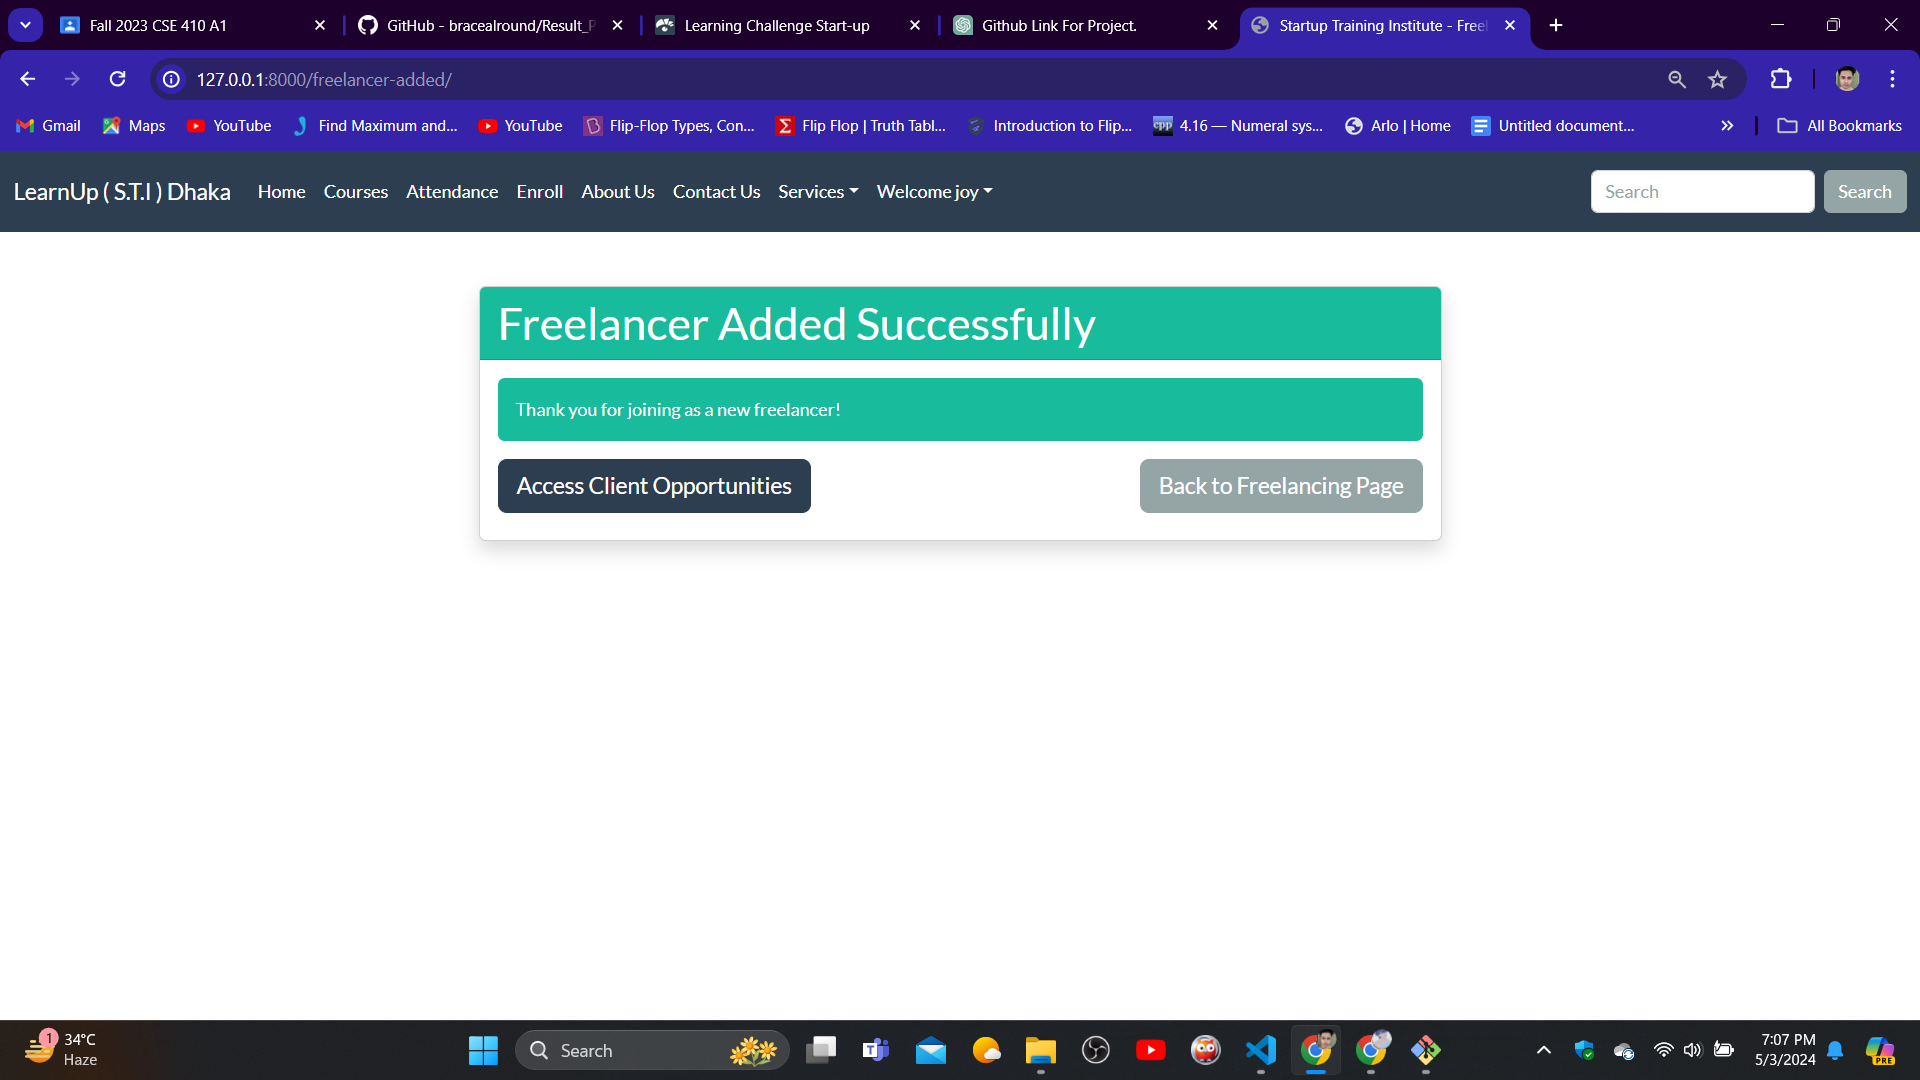 Fall 2023 CSE 410 A1
GitHub - bracealround/Result_P
Learning Challenge Start-up
Github Link For Project.
Startup Training Institute - Free
127.0.0.1:8000/freelancer-added/
Gmail
Maps
YouTube
Find Maximum and...
YouTube
Flip-Flop Types, Con...
Flip Flop | Truth Tabl...
Introduction to Flip...
4.16 — Numeral sys...
Arlo | Home
Untitled document...
All Bookmarks
LearnUp ( S.T.I ) Dhaka
Home
Courses
Attendance
Enroll
About Us
Contact Us
Services
Welcome joy
Search
Search
Freelancer Added Successfully
Thank you for joining as a new freelancer!
Access Client Opportunities
Back to Freelancing Page
1
34°C
Haze
Search
7:07 PM
5/3/2024
PRE